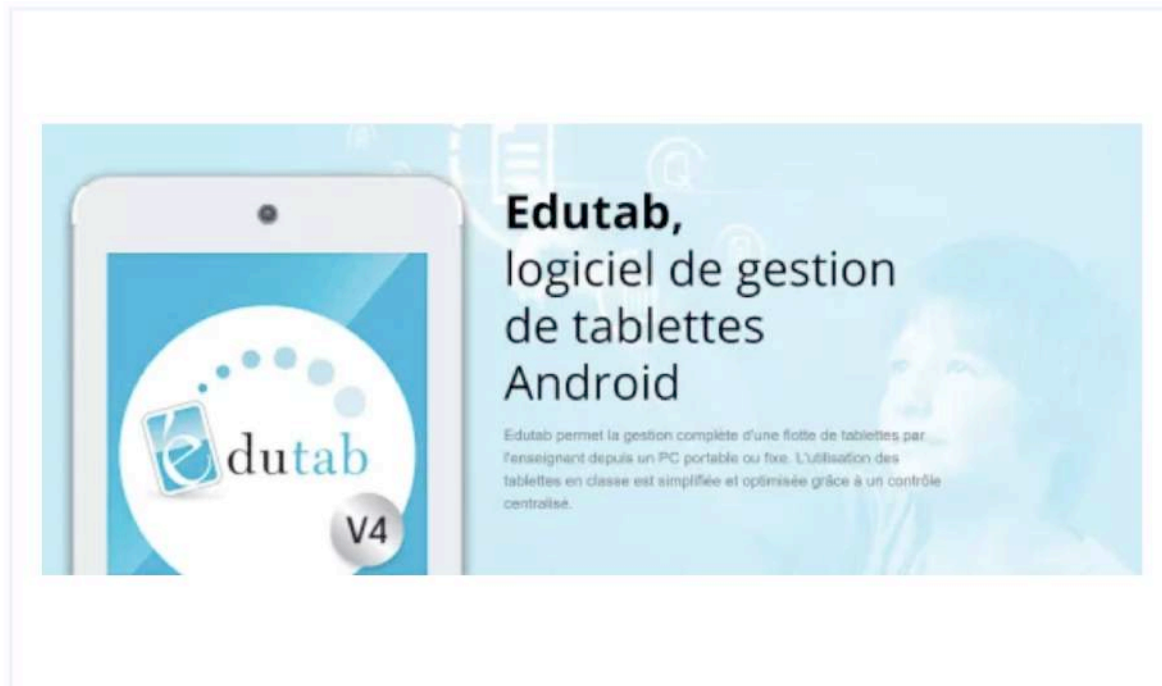 Edutab,
logiciel de gestion
de tablettes
Android
Edutab permet la gestion complète d'une flotte de tablettes par
l'enseignant depuis un PC portable ou fixe. L'utilisation des
tablettes en classe est simplifiée et optimisée grâce à un contrôle
centralisé.
édutab
V4